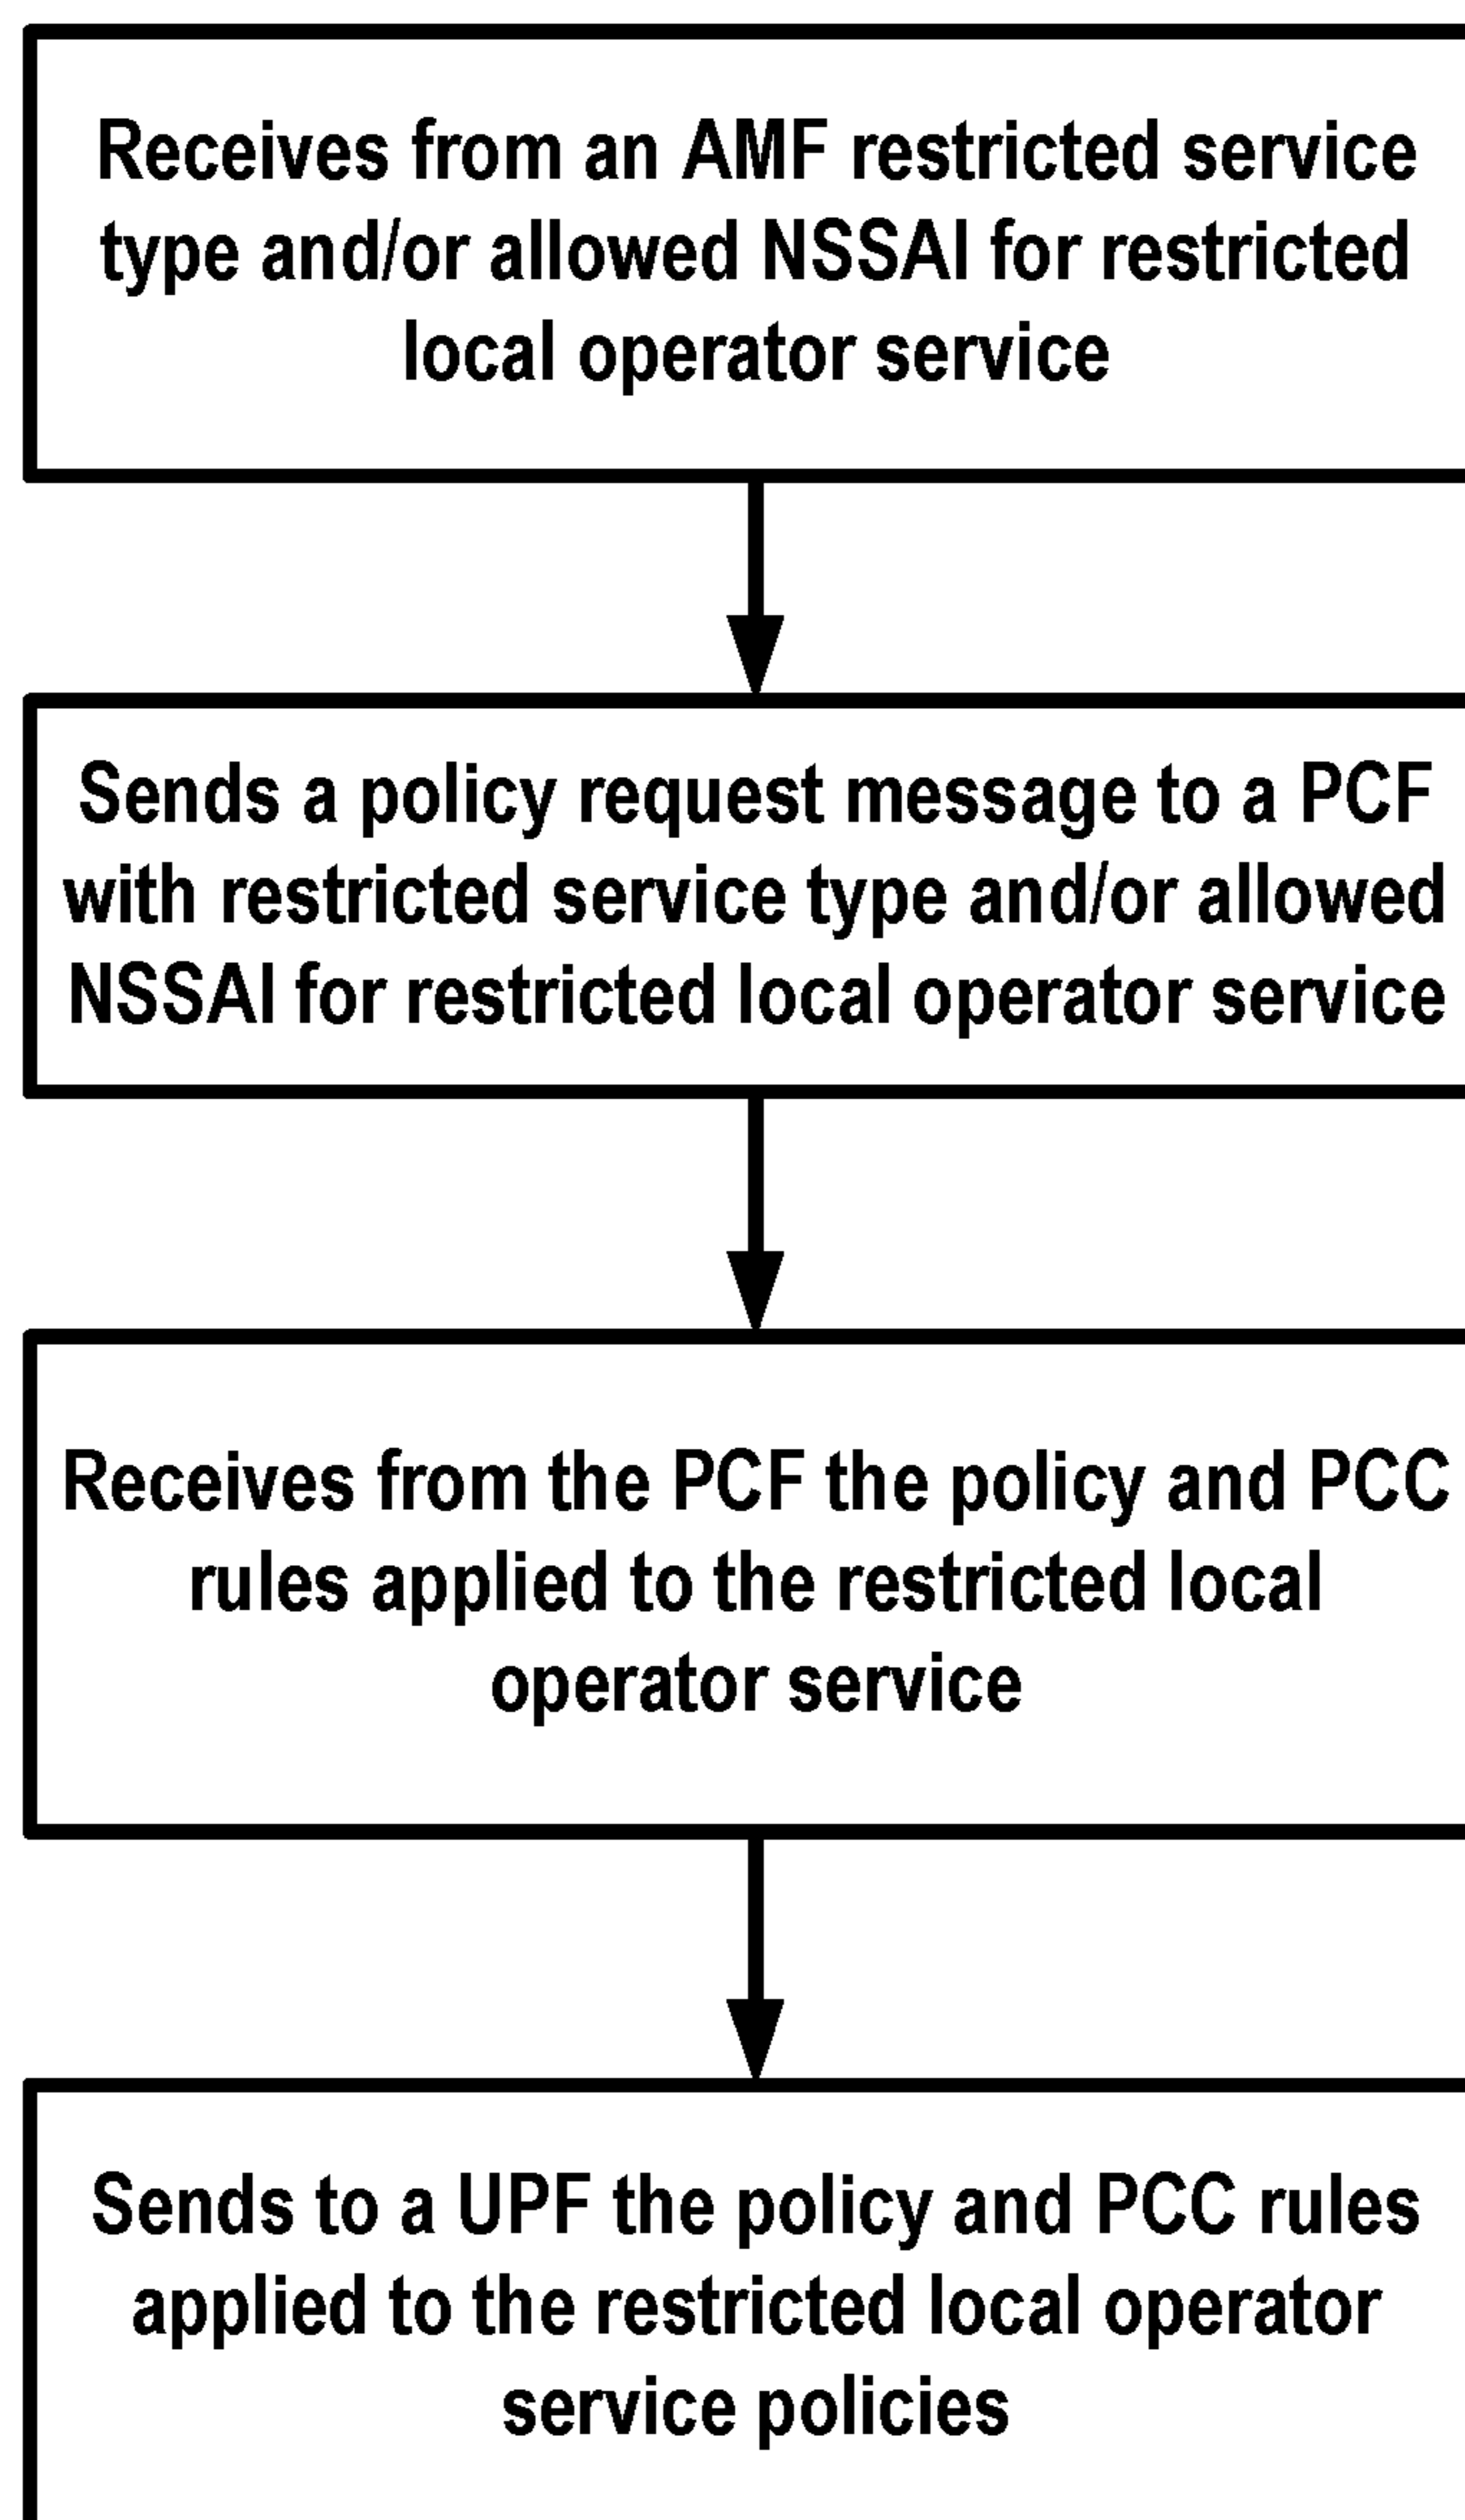 Receives from an AMF restricted service
type and/or allowed NSSAI for restricted
local operator service
Sends a policy request message to a PCF
with restricted service type and/or allowed
NSSAI for restricted local operator service
Receives from the PCF the policy and PCC
rules applied to the restricted local
operator service
Sends to a UPF the policy and PCC rules
applied to the restricted local operator
service policies